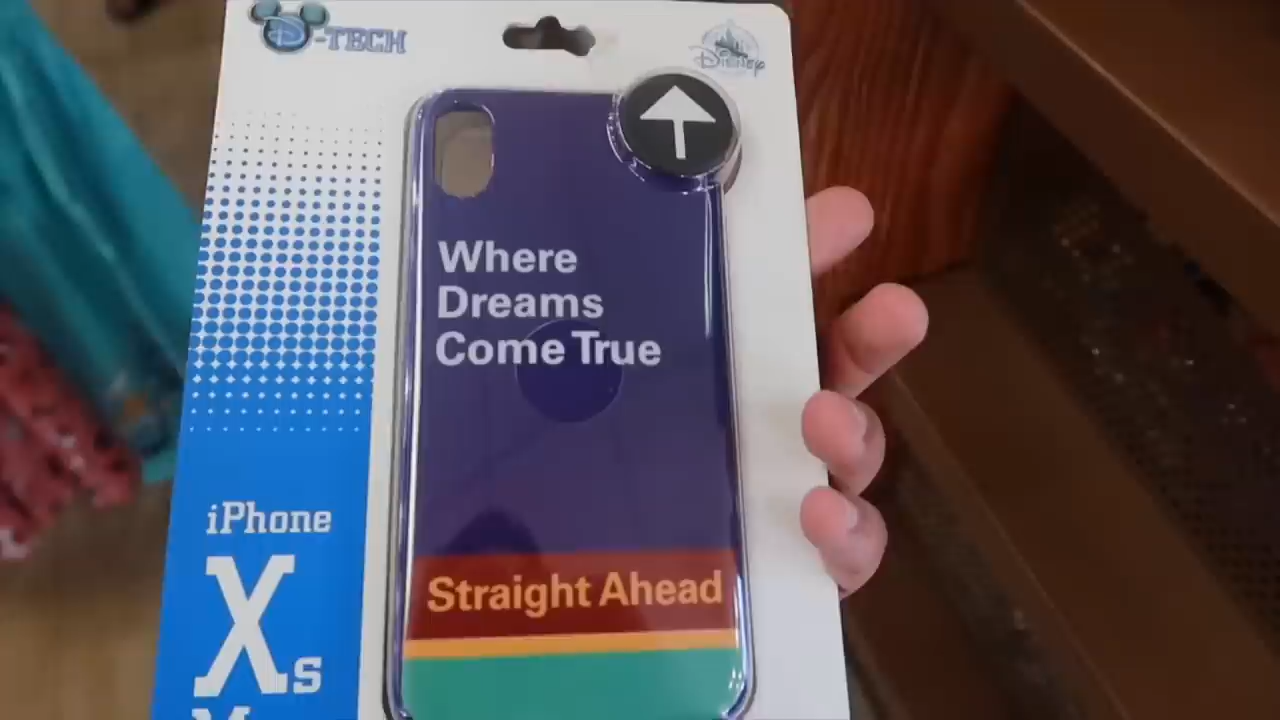 D-TECH
Disney
Where
Dreams
Come True
Straight Ahead
iPhone
Xs